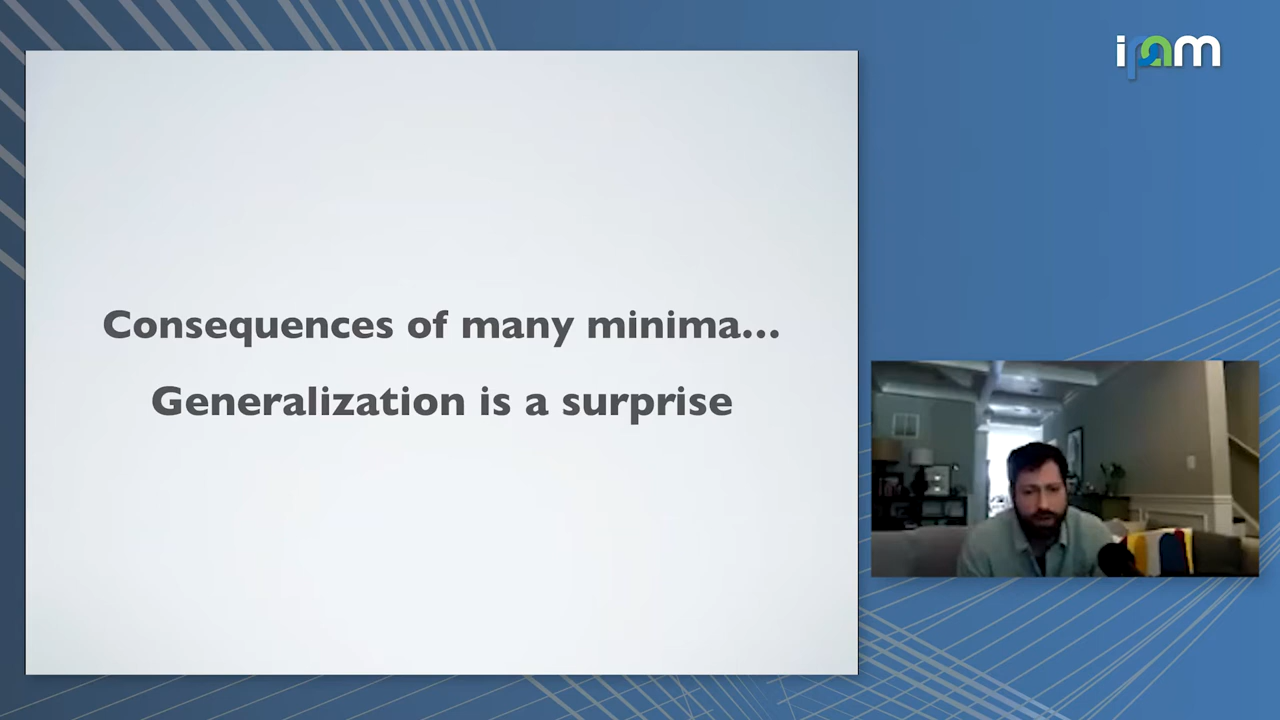 ipam
Consequences of many minima...
Generalization is a surprise